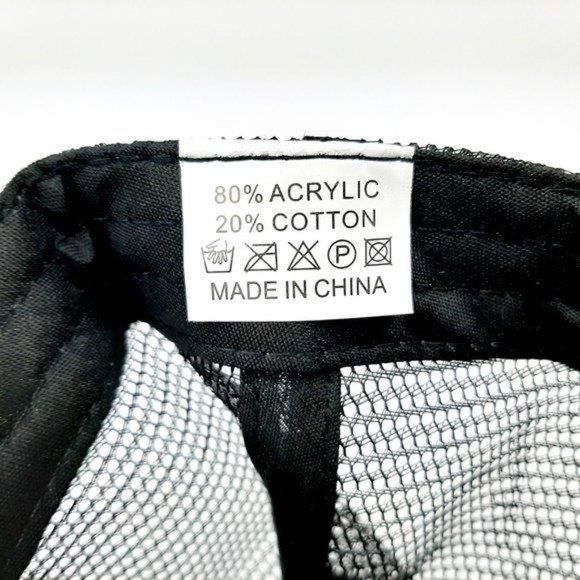 80% ACRYLIC
20% COTTON
P
MADE IN CHINA